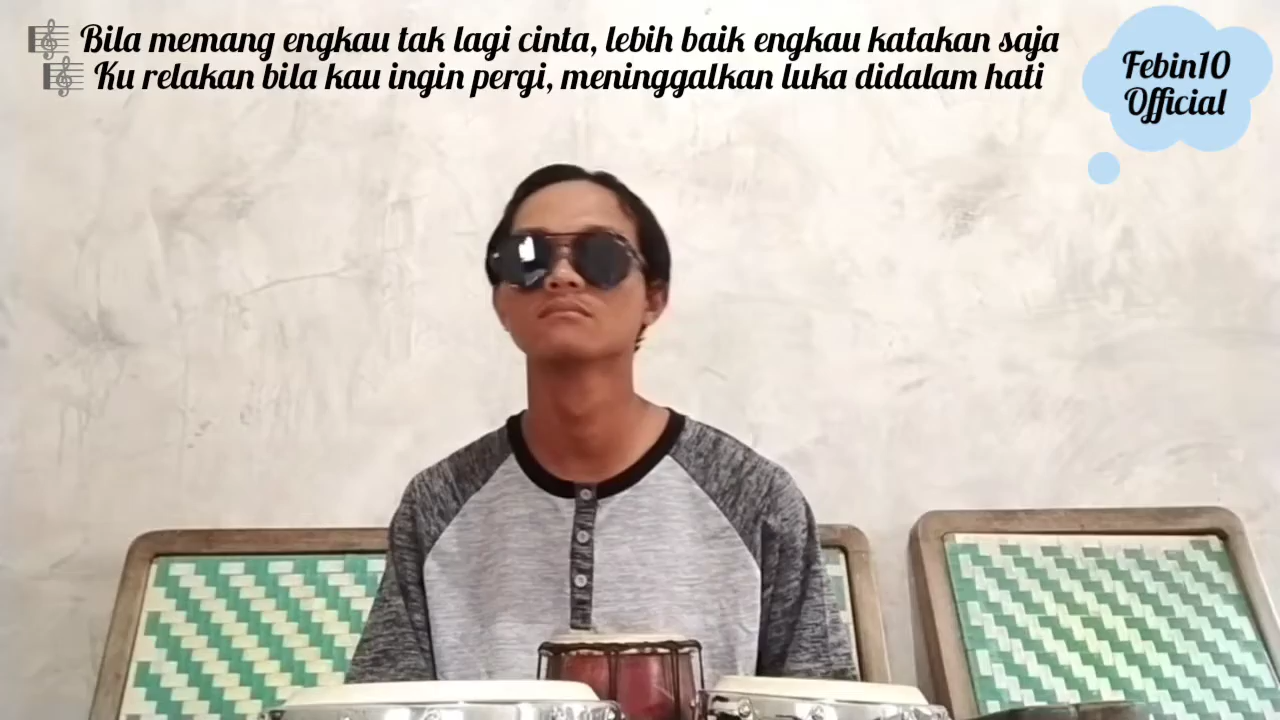 Bila memang engkau tak lagi cinta, lebih baik engkau katakan saja
Ku relakan bila kau ingin pergi, meninggalkan luka didalam hati
Febin10
Official